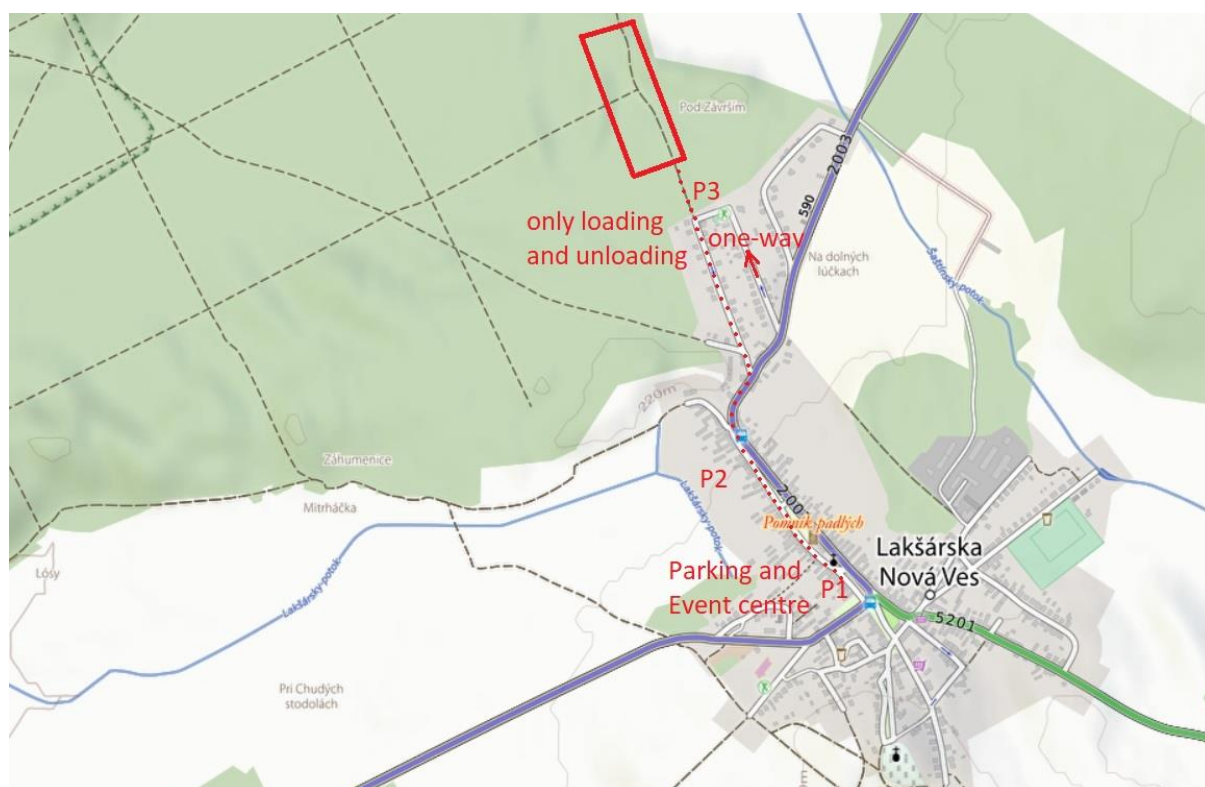 Pod Závrším
2003
P3
590
only loading
and unloading
one-way
Na dolných
lúčkach
Šaštínsky potok
220m
Záhumenice
P2
Mitrháčka
200
Lakšársky potok
Pomník padlých
Lakšárska
Nová Ves
Lósy
Parking and
Event centre
P1
Lakšársky potok
5201
Pri Chudých
stodolách